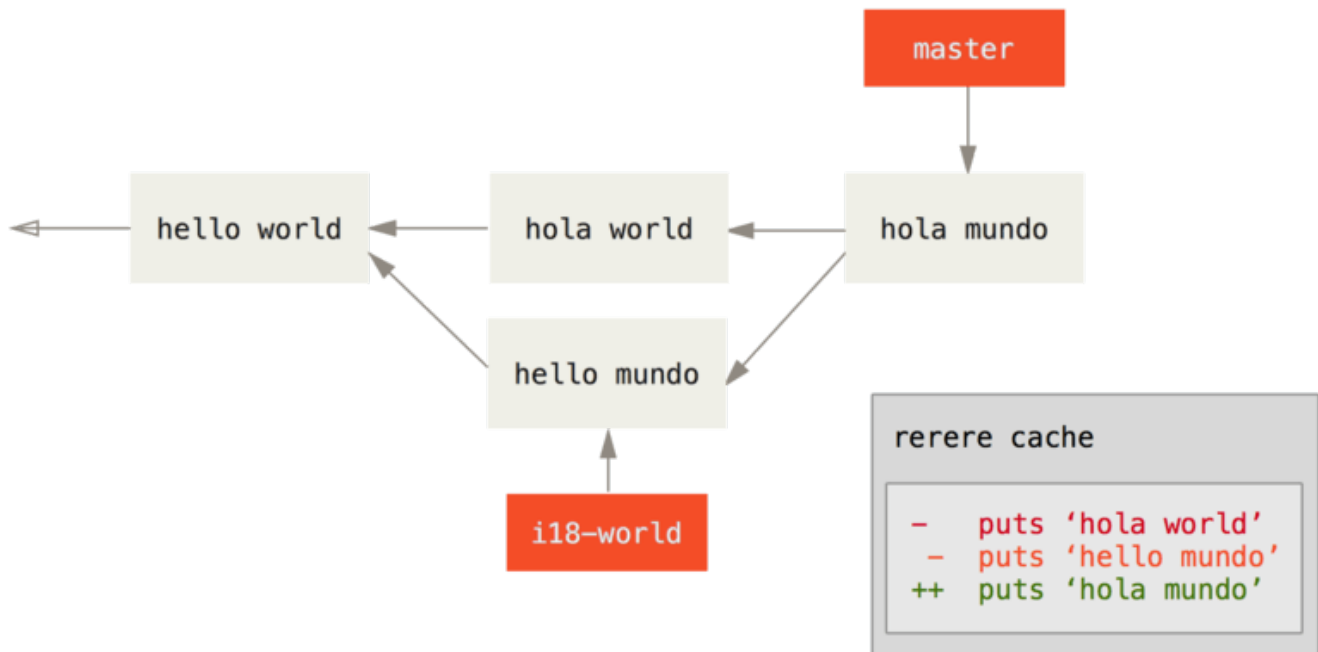 master
hello world
hola world
hola mundo
hello mundo
i18–world
rerere cache
– puts ‘hola world’
– puts ‘hello mundo’
++ puts ‘hola mundo’